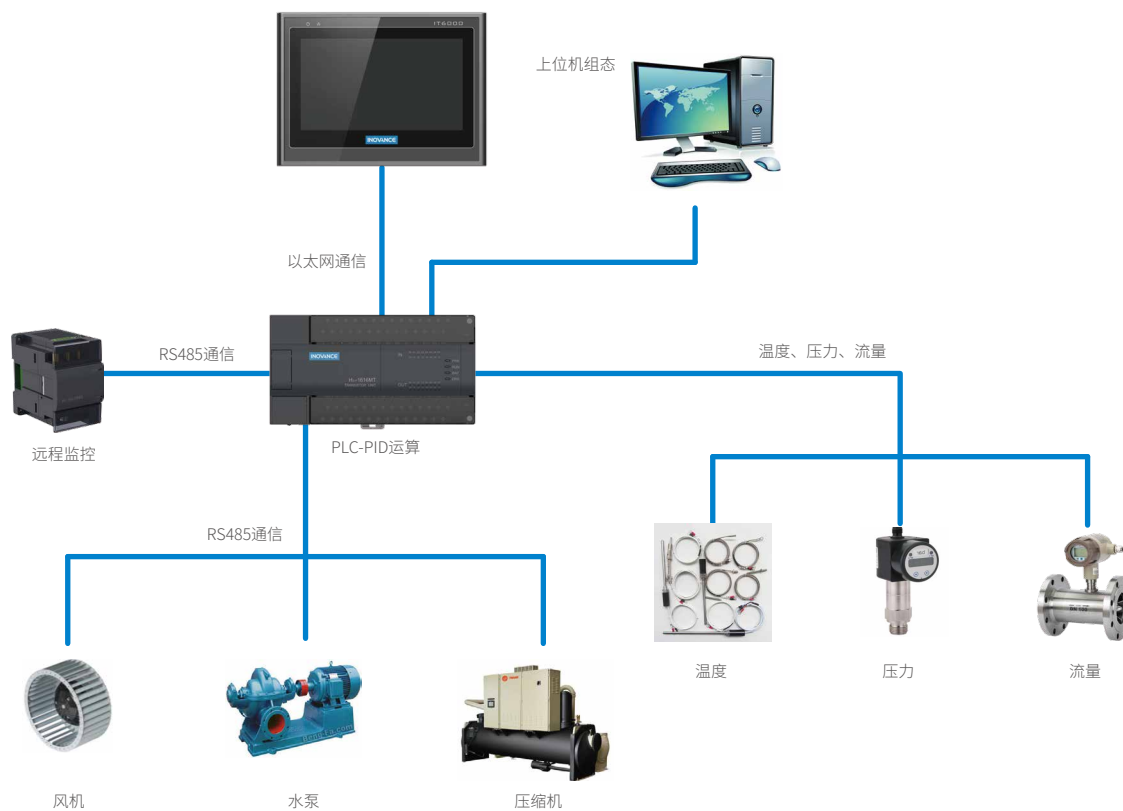 IT6000
INOVANCE
上位机组态
以太网通信
RS485通信
INOVANCE
温度、压力、流量
远程监控
PLC-PID运算
RS485通信
温度
压力
流量
风机
水泵
压缩机